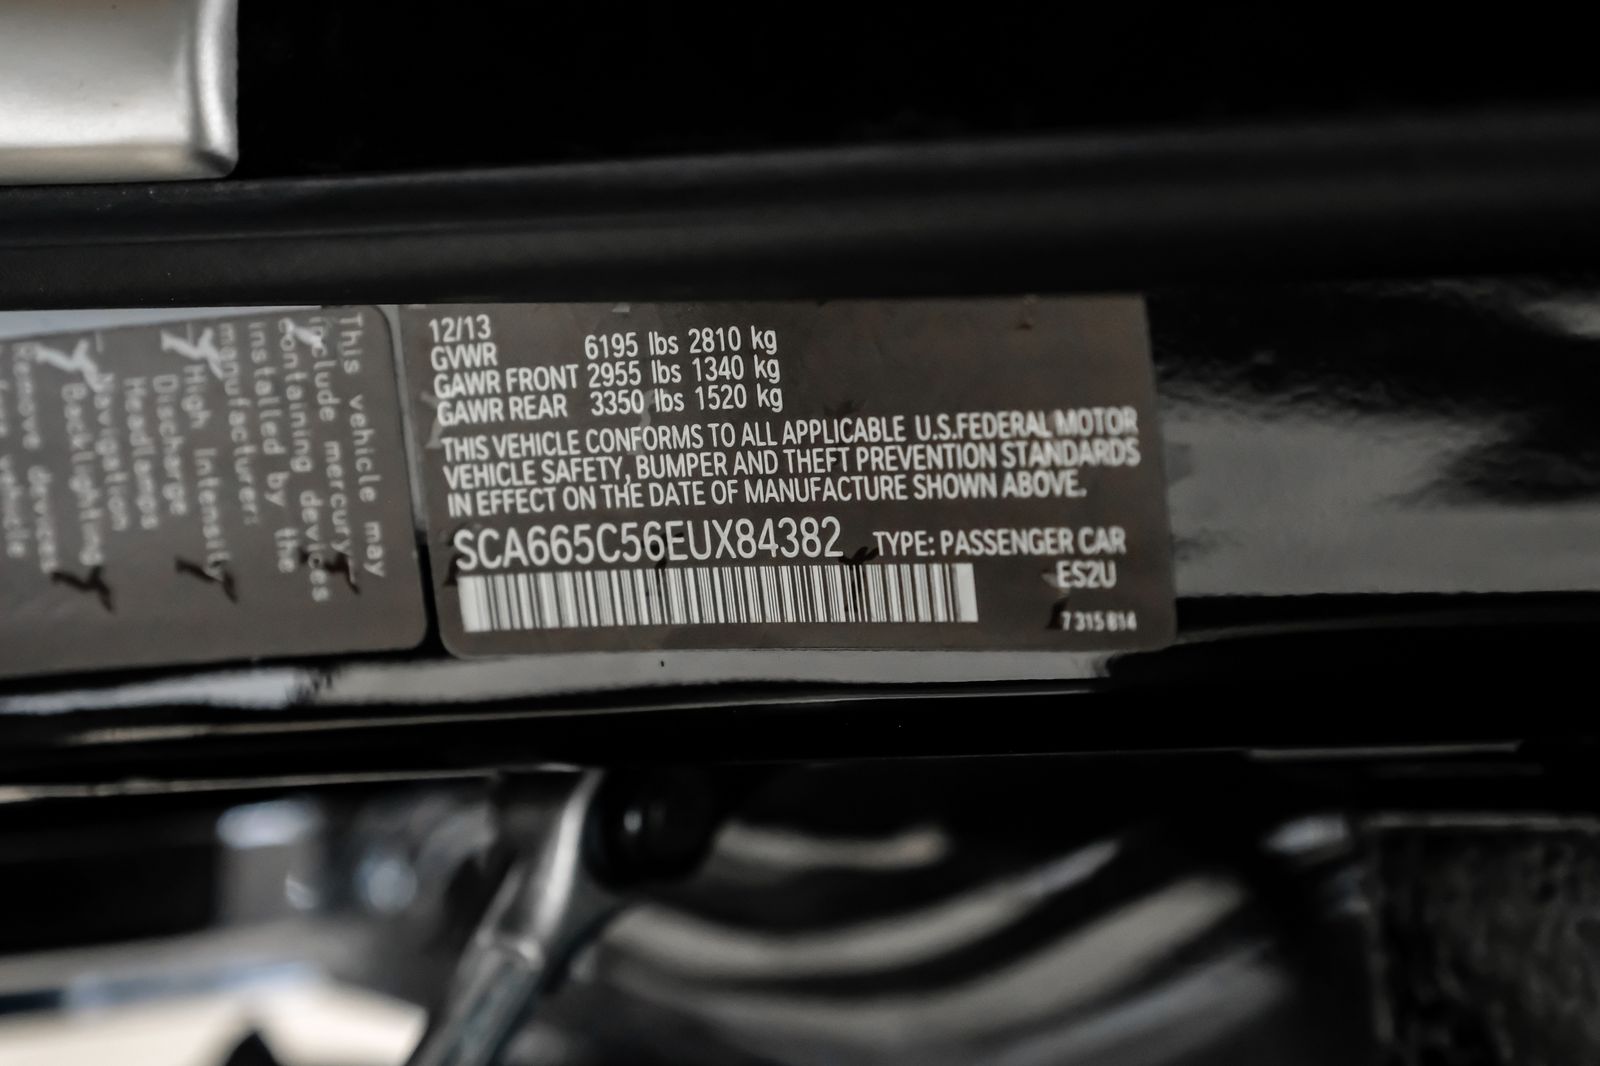 12/13
GVWR 6195 lbs 2810 kg
GAWR FRONT 2955 lbs 1340 kg
GAWR REAR 3350 lbs 1520 kg
THIS VEHICLE CONFORMS TO ALL APPLICABLE U.S.FEDERAL MOTOR
VEHICLE SAFETY, BUMPER AND THEFT PREVENTION STANDARDS
IN EFFECT ON THE DATE OF MANUFACTURE SHOWN ABOVE.
SCA665C56EUX84382 TYPE: PASSENGER CAR
ES2U
7 315 814
This vehicle may
include mercury
containing devices
installed by the
manufacturer:
- High Intensity
Discharge
Headlamps
- Navigation
Backlighting
Remove devices
vehicle